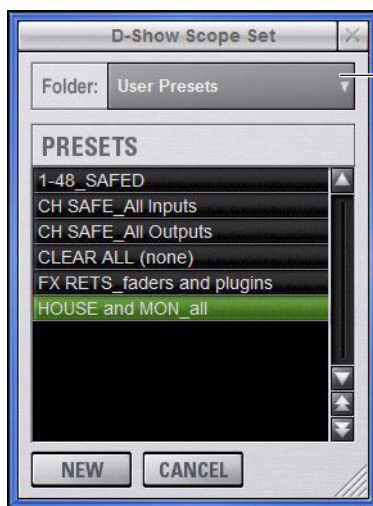 D-Show Scope Set
Folder: User Presets
PRESETS
1-48_SAFED
CH SAFE_All Inputs
CH SAFE_All Outputs
CLEAR ALL (none)
FX RETS_faders and plugins
HOUSE and MON_all
NEW CANCEL